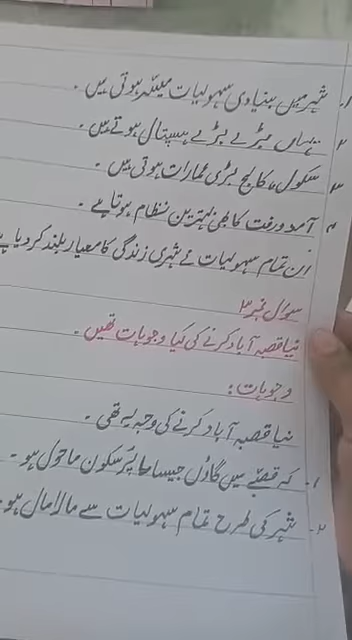 ۱۔ شہر میں بنیادی سہولیات میسّر ہوتی ہیں۔
۲ یہاں بڑے بڑے ہسپتال ہوتے ہیں۔
۳ سکول، کالج بڑی عمارات ہوتی ہیں۔
۴ آمدورفت کا بھی بہترین نظام ہوتا ہے۔
ان تمام سہولیات نے شہری زندگی کا معیار بلند کر دیا ہے
سوال نمبر ۳
نیا قصبہ آباد کرنے کی کیا وجوہات تھیں۔
وجوہات:
نیا قصبہ آباد کرنے کی وجہ یہ تھی۔
۱۔ کہ قصبے میں گاؤں جیسا پُرسکون ماحول ہو۔
۲۔ شہر کی طرح تمام سہولیات سے مالامال ہو۔